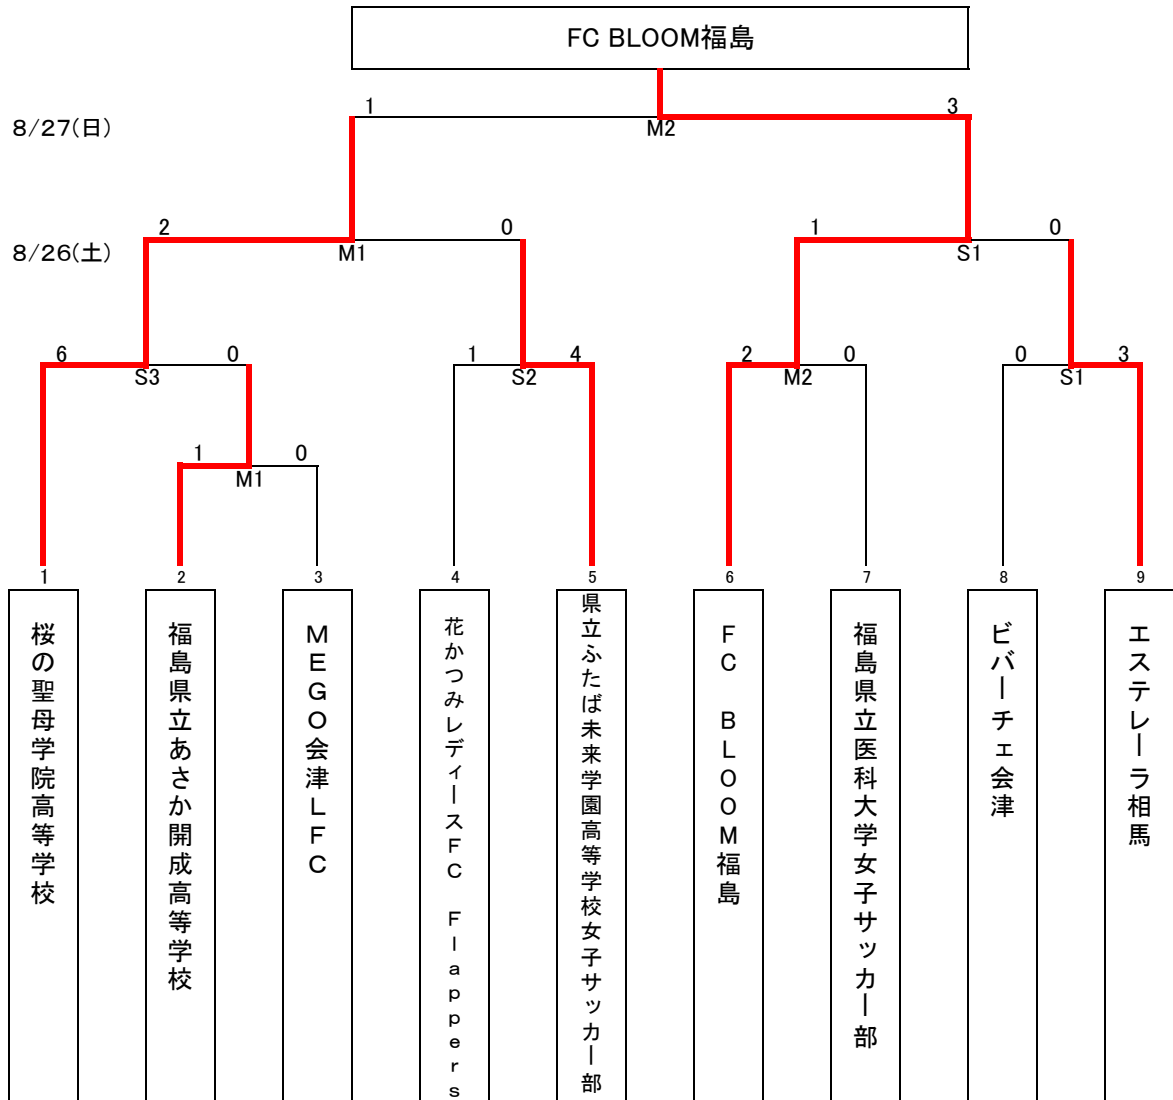 FC BLOOM福島
1
3
8/27(日)
M2
2
0
1
0
8/26(土)
M1
S1
6
0
1
4
2
0
0
3
S3
S2
M2
S1
1
0
M1
1
2
3
4
5
6
7
8
9
桜の聖母学院高等学校
福島県立あさか開成高等学校
MEGO会津LFC
花かつみレディースFC Flappers
県立ふたば未来学園高等学校女子サッカー部
FC BLOOM福島
福島県立医科大学女子サッカー部
ビバーチェ会津
エステレーラ相馬